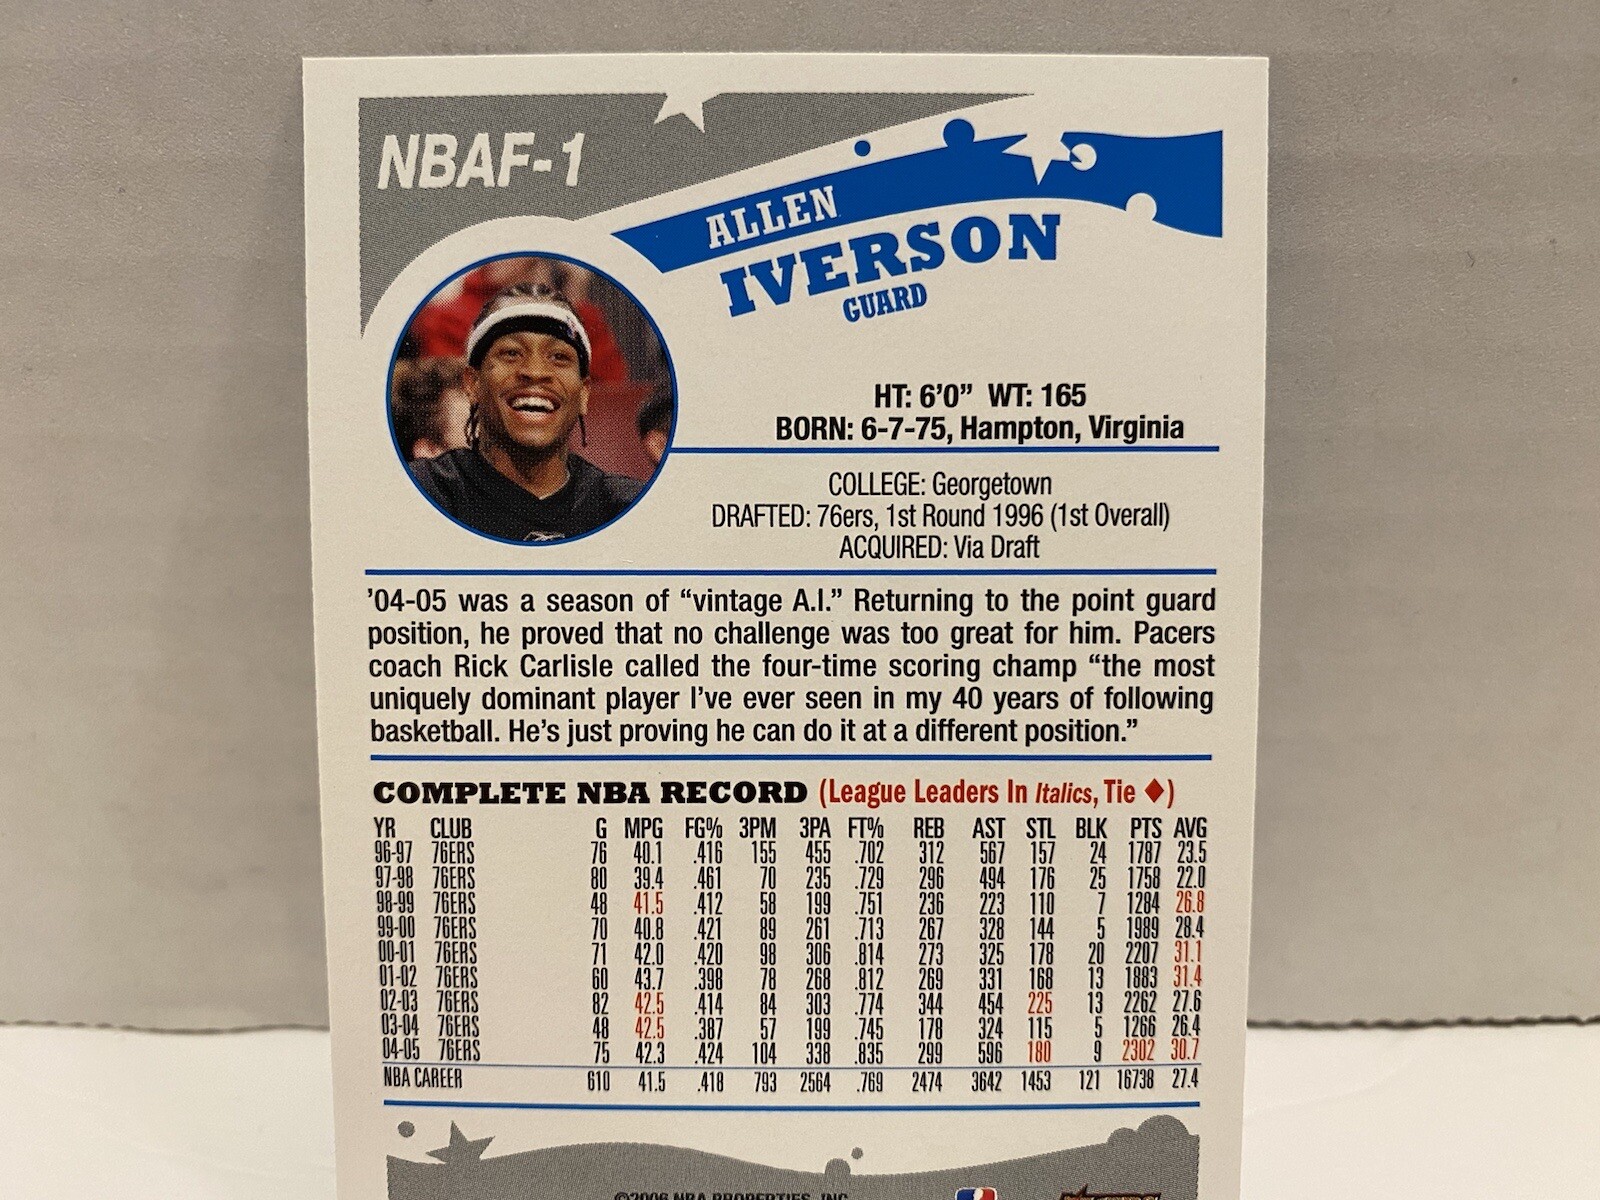 NBAF-1
ALLEN
IVERSON
GUARD
HT: 6'0” WT: 165
BORN: 6-7-75, Hampton, Virginia
COLLEGE: Georgetown
DRAFTED: 76ers, 1st Round 1996 (1st Overall)
ACQUIRED: Via Draft
’04-05 was a season of “vintage A.I.” Returning to the point guard
position, he proved that no challenge was too great for him. Pacers
coach Rick Carlisle called the four-time scoring champ “the most
uniquely dominant player I’ve ever seen in my 40 years of following
basketball. He’s just proving he can do it at a different position.”
COMPLETE NBA RECORD (League Leaders In Italics, Tie ♦)
YR CLUB G MPG FG% 3PM 3PA FT% REB AST STL BLK PTS AVG
96-97 76ERS 76 40.1 .416 155 455 .702 312 567 157 24 1787 23.5
97-98 76ERS 80 39.4 .461 70 235 .729 296 494 176 25 1758 22.0
98-99 76ERS 48 41.5 .412 58 199 .751 236 223 110 7 1284 26.8
99-00 76ERS 70 40.8 .421 89 261 .713 267 328 144 5 1989 28.4
00-01 76ERS 71 42.0 .420 98 306 .814 273 325 178 20 2207 31.1
01-02 76ERS 60 43.7 .398 78 268 .812 269 331 168 13 1883 31.4
02-03 76ERS 82 42.5 .414 84 303 .774 344 454 225 13 2262 27.6
03-04 76ERS 48 42.5 .387 57 199 .745 178 324 115 5 1266 26.4
04-05 76ERS 75 42.3 .424 104 338 .835 299 596 180 9 2302 30.7
NBA CAREER 610 41.5 .418 793 2564 .769 2474 3642 1453 121 16738 27.4
©2006 NBA PROPERTIES, INC.